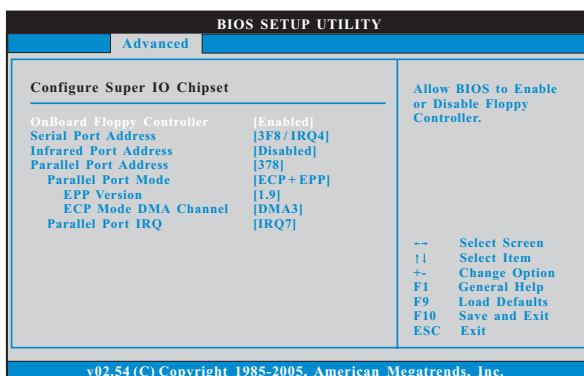 BIOS SETUP UTILITY
Advanced
Configure Super IO Chipset
OnBoard Floppy Controller [Enabled]
Serial Port Address [3F8 / IRQ4]
Infrared Port Address [Disabled]
Parallel Port Address [378]
Parallel Port Mode [ECP + EPP]
EPP Version [1.9]
ECP Mode DMA Channel [DMA3]
Parallel Port IRQ [IRQ7]
Allow BIOS to Enable
or Disable Floppy
Controller.
←→ Select Screen
↑↓ Select Item
+- Change Option
F1 General Help
F9 Load Defaults
F10 Save and Exit
ESC Exit
v02.54 (C) Copyright 1985-2005, American Megatrends, Inc.